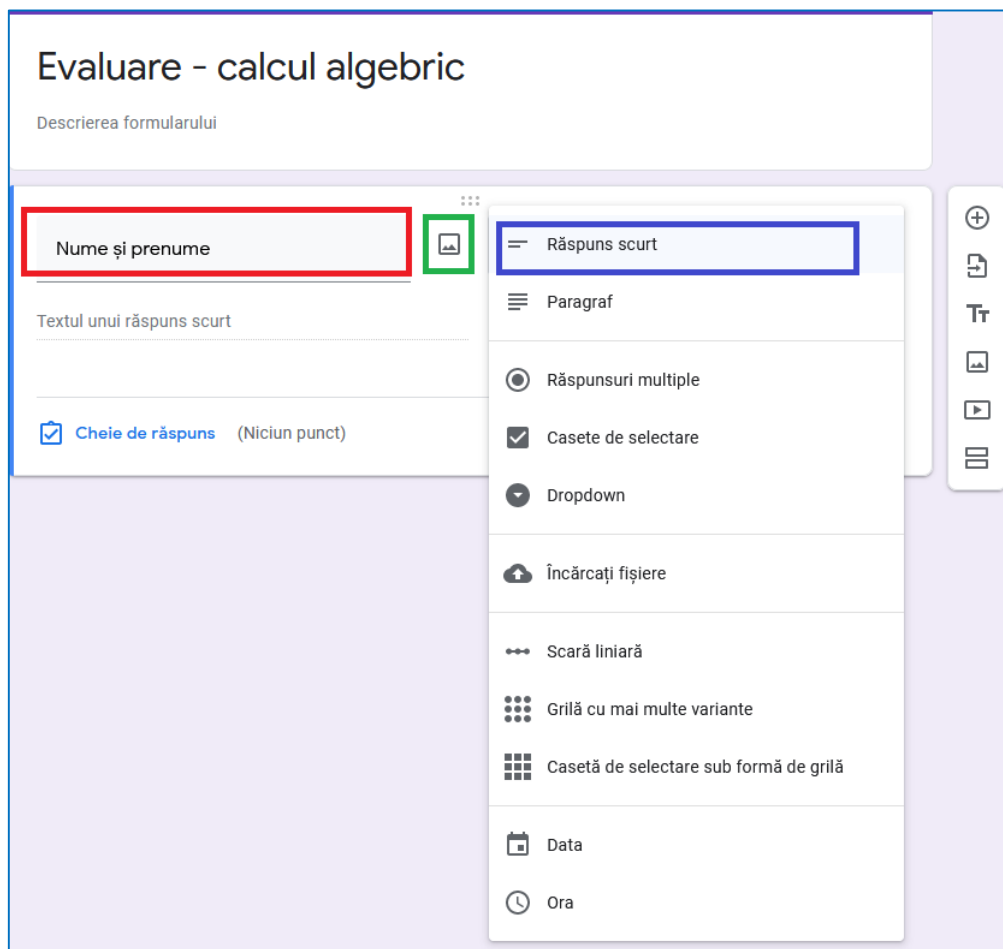 Evaluare - calcul algebric
Descrierea formularului
Nume și prenume
Textul unui răspuns scurt
Cheie de răspuns (Niciun punct)
Răspuns scurt
Paragraf
Răspunsuri multiple
Casete de selectare
Dropdown
Încărcați fișiere
Scară liniară
Grilă cu mai multe variante
Casetă de selectare sub formă de grilă
Data
Ora
Tт